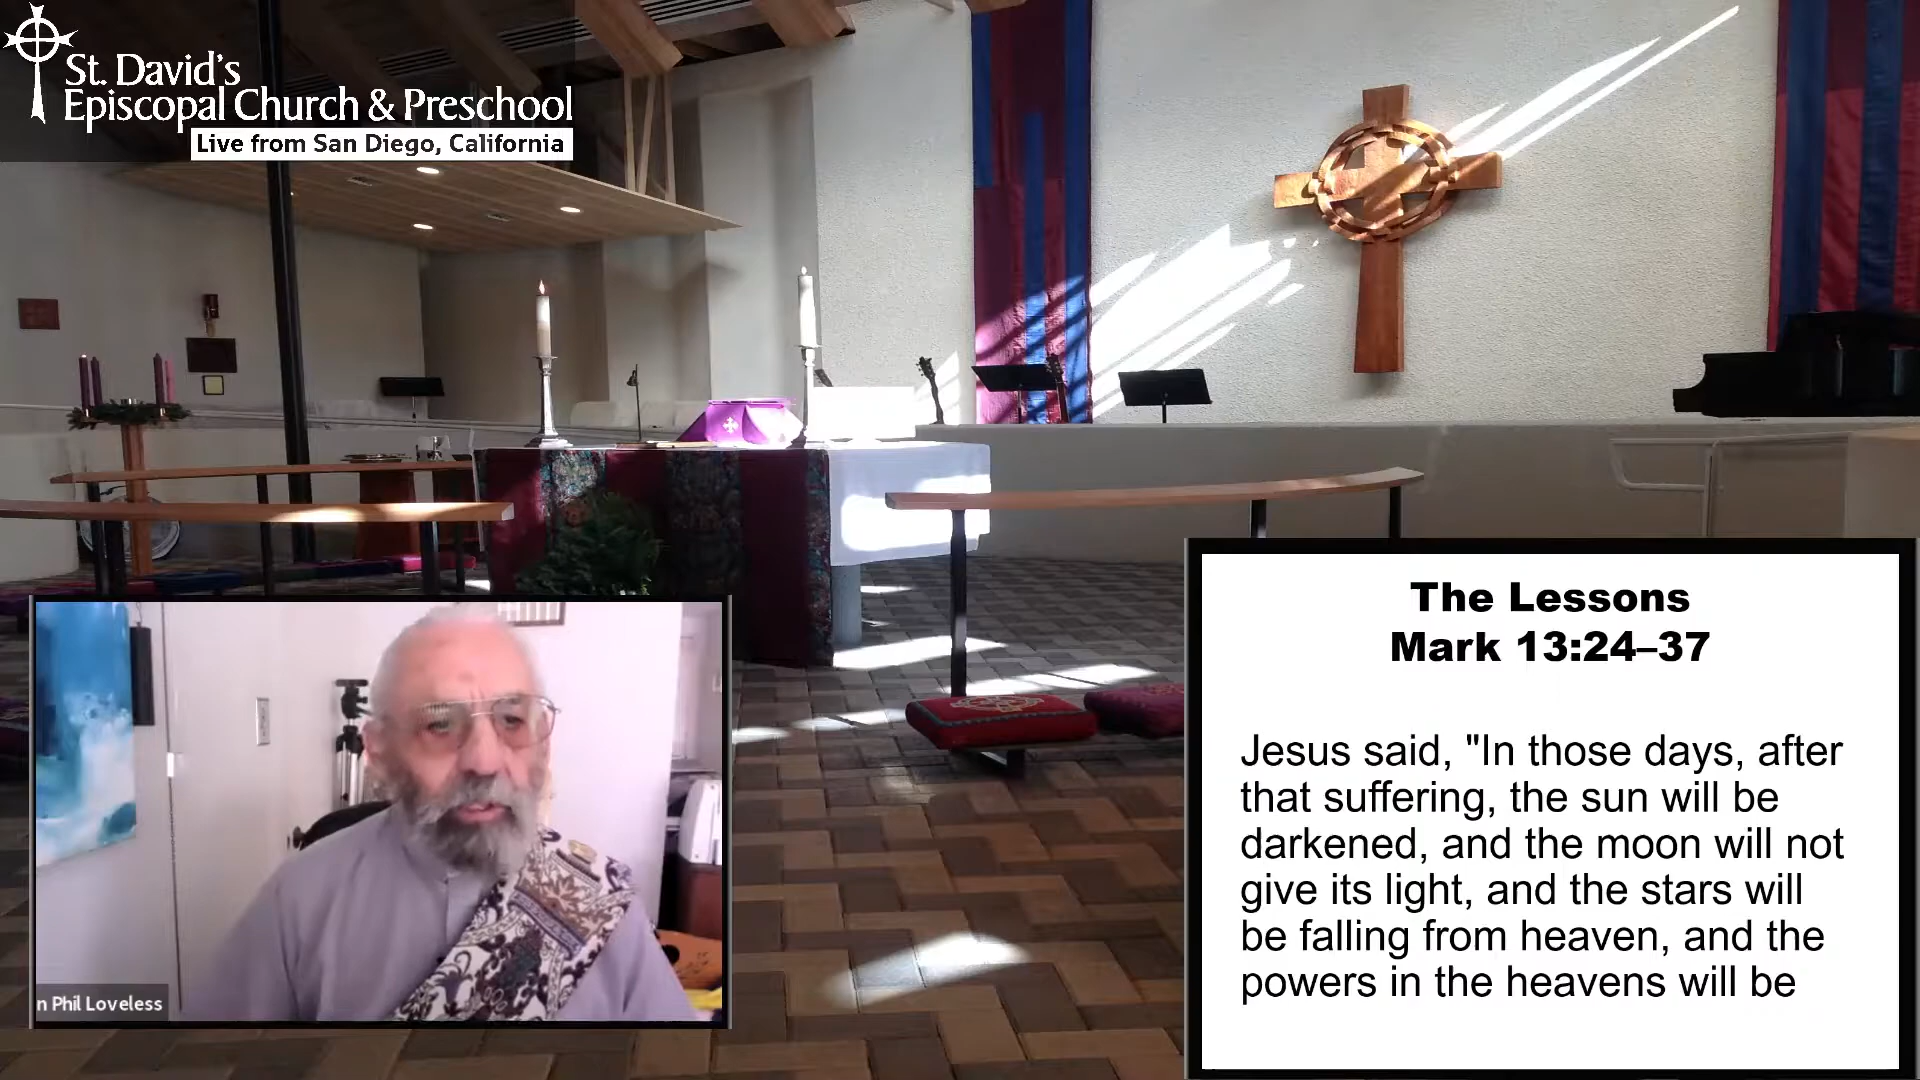 St. David's
Episcopal Church & Preschool
Live from San Diego, California
The Lessons
Mark 13:24–37
Jesus said, "In those days, after
that suffering, the sun will be
darkened, and the moon will not
give its light, and the stars will
be falling from heaven, and the
powers in the heavens will be
n Phil Loveless